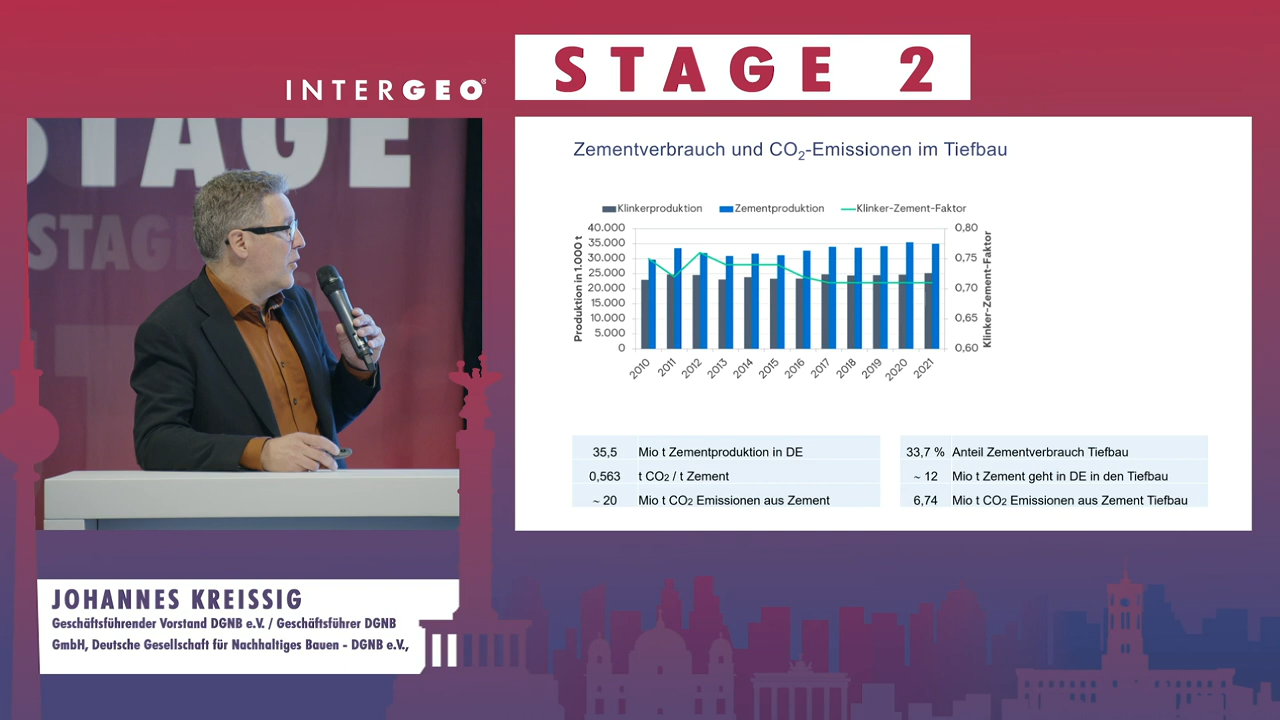 INTERGEO®
STAGE 2
STAGE
STAG
JOHANNES KREISSIG
Geschäftsführender Vorstand DGNB e.V. / Geschäftsführer DGNB
GmbH, Deutsche Gesellschaft für Nachhaltiges Bauen - DGNB e.V.,
Zementverbrauch und CO₂-Emissionen im Tiefbau
Klinkerproduktion Zementproduktion Klinker-Zement-Faktor
Produktion in 1.000 t
40.000
35.000
30.000
25.000
20.000
15.000
10.000
5.000
0
0,80
0,75
0,70
0,65
0,60
Klinker-Zement-Faktor
2010 2011 2012 2013 2014 2015 2016 2017 2018 2019 2020 2021
35,5 Mio t Zementproduktion in DE
0,563 t CO₂ / t Zement
~ 20 Mio t CO₂ Emissionen aus Zement
33,7 % Anteil Zementverbrauch Tiefbau
~ 12 Mio t Zement geht in DE in den Tiefbau
6,74 Mio t CO₂ Emissionen aus Zement Tiefbau